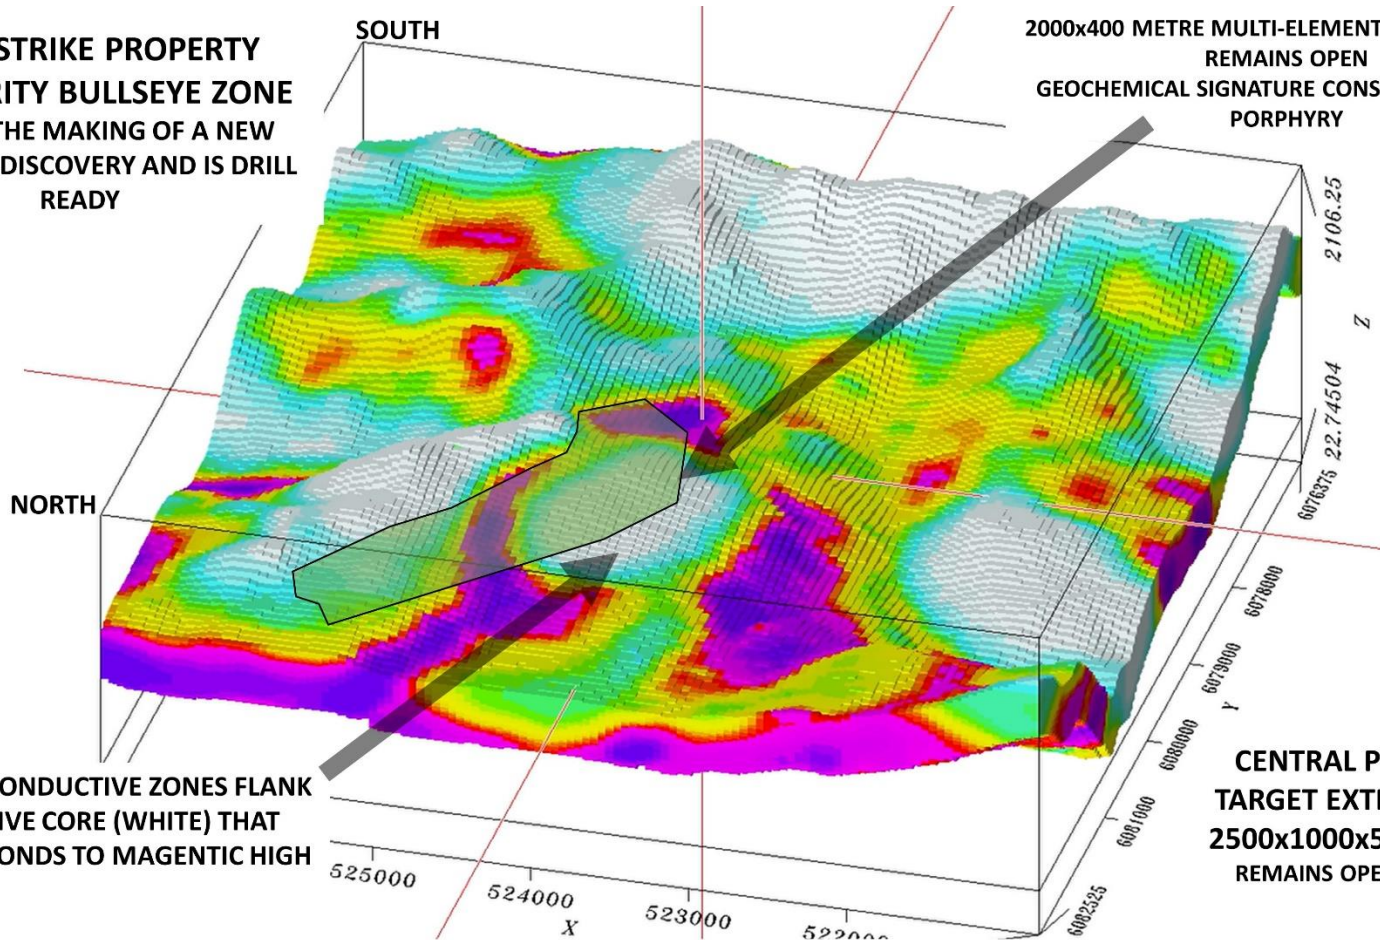 STRIKE PROPERTY
RITY BULLSEYE ZONE
THE MAKING OF A NEW
DISCOVERY AND IS DRILL
READY
SOUTH
2000x400 METRE MULTI-ELEMENT
REMAINS OPEN
GEOCHEMICAL SIGNATURE CONS
PORPHYRY
2106.25
Z
22.74504
6076375
NORTH
6078000
6079000
Y
6080000
6081000
6082525
ONDUCTIVE ZONES FLANK
IVE CORE (WHITE) THAT
ONDS TO MAGENTIC HIGH
525000
524000
X
523000
CENTRAL P
TARGET EXT
2500x1000x5
REMAINS OPE